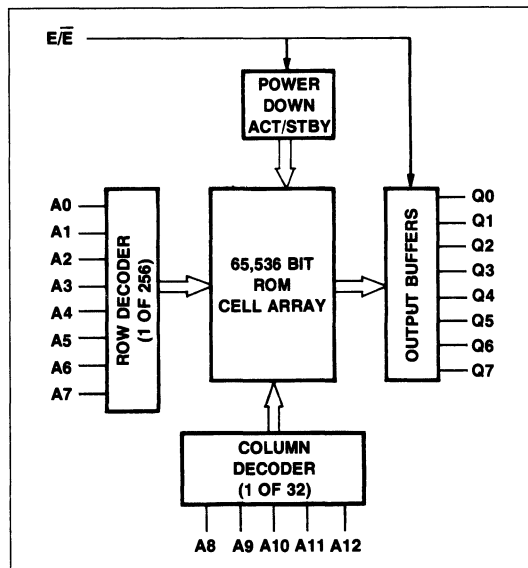 E/E̅
POWER
DOWN
ACT/STBY
A0
A1
A2
A3
A4
A5
A6
A7
ROW DECODER
(1 OF 256)
65,536 BIT
ROM
CELL ARRAY
OUTPUT BUFFERS
Q0
Q1
Q2
Q3
Q4
Q5
Q6
Q7
COLUMN
DECODER
(1 OF 32)
A8 A9 A10 A11 A12